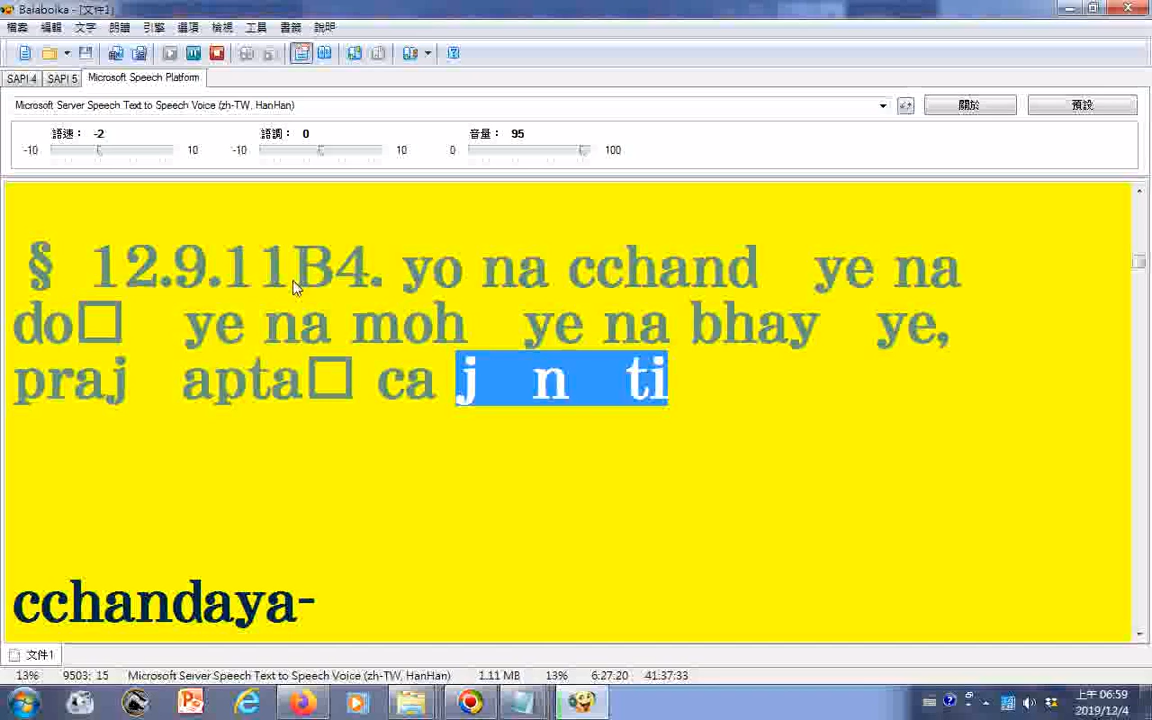 Balabolka - [文件1]
檔案 編輯 文字 朗讀 引擎 選項 檢視 工具 書籤 說明
SAPI 4 SAPI 5 Microsoft Speech Platform
Microsoft Server Speech Text to Speech Voice (zh-TW, HanHan) 關於 預設
語速： -2 語調： 0 音量： 95
-10 10 -10 10 0 100
§ 12.9.11B4. yo na cchand ye na
do□ ye na moh ye na bhay ye,
praj apta□ ca j n ti
cchandaya-
文件1
13% 9503: 15 Microsoft Server Speech Text to Speech Voice (zh-TW, HanHan) 1.11 MB 13% 6:27:20 41:37:33
上午 06:59
2019/12/4